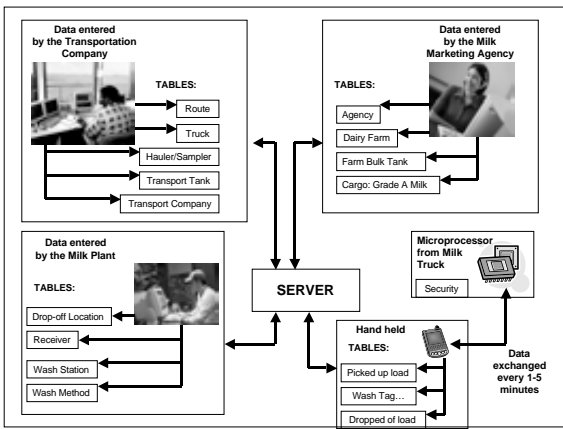 Data entered
by the Transportation
Company
TABLES:
Route
Truck
Hauler/Sampler
Transport Tank
Transport Company
Data entered
by the Milk
Marketing Agency
TABLES:
Agency
Dairy Farm
Farm Bulk Tank
Cargo: Grade A Milk
Data entered
by the Milk Plant
TABLES:
Drop-off Location
Receiver
Wash Station
Wash Method
SERVER
Microprocessor
from Milk
Truck
Security
Hand held
TABLES:
Picked up load
Wash Tag...
Dropped of load
Data
exchanged
every 1-5
minutes